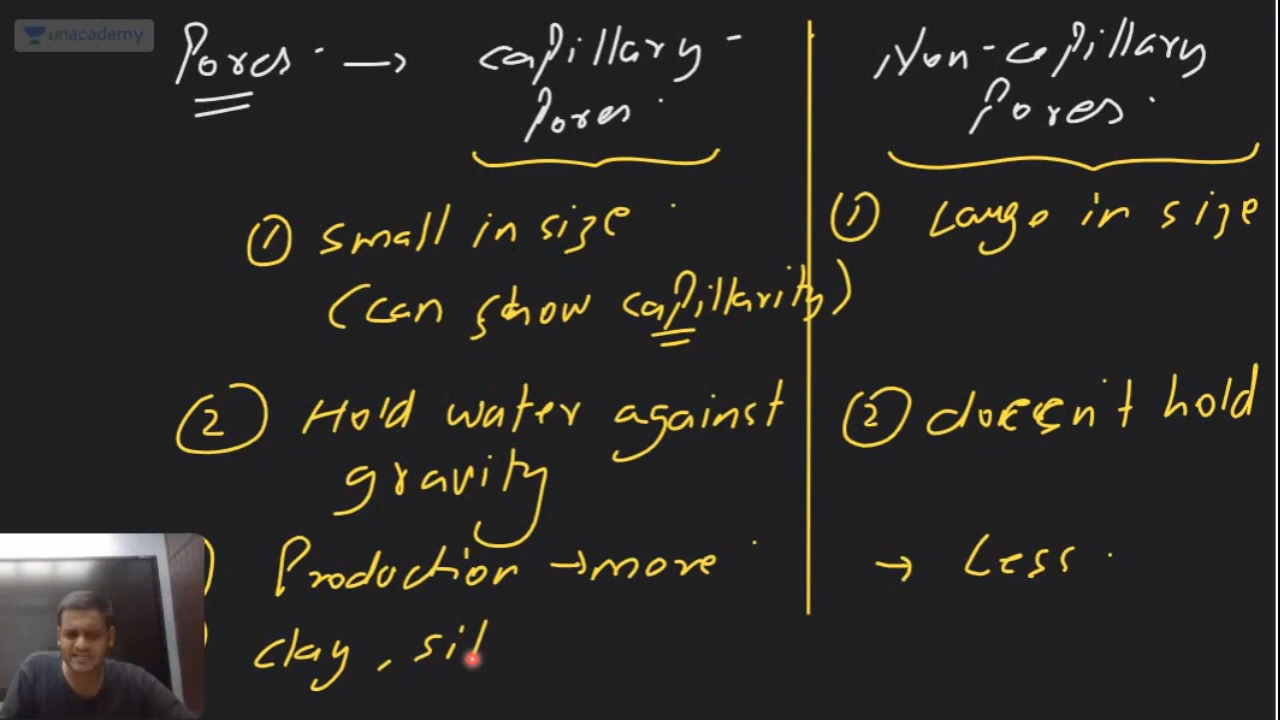 unacademy
Pores → capillary Pores
Non-capillary Pores
① small in size
(can show capillarity)
① Large in size
② Hold water against gravity
② doesn't hold
Production → more
→ Less
clay, sil